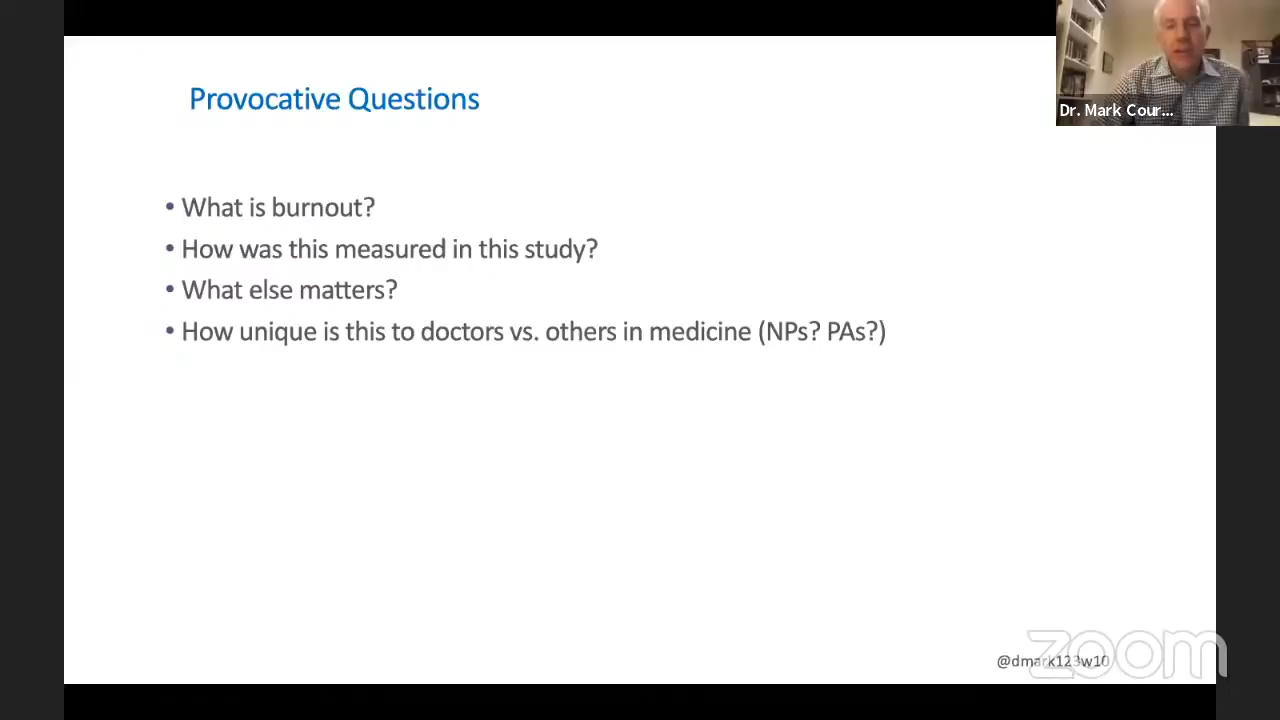 Provocative Questions
Dr. Mark Cour...
• What is burnout?
• How was this measured in this study?
• What else matters?
• How unique is this to doctors vs. others in medicine (NPs? PAs?)
@dmark123w10
zoom